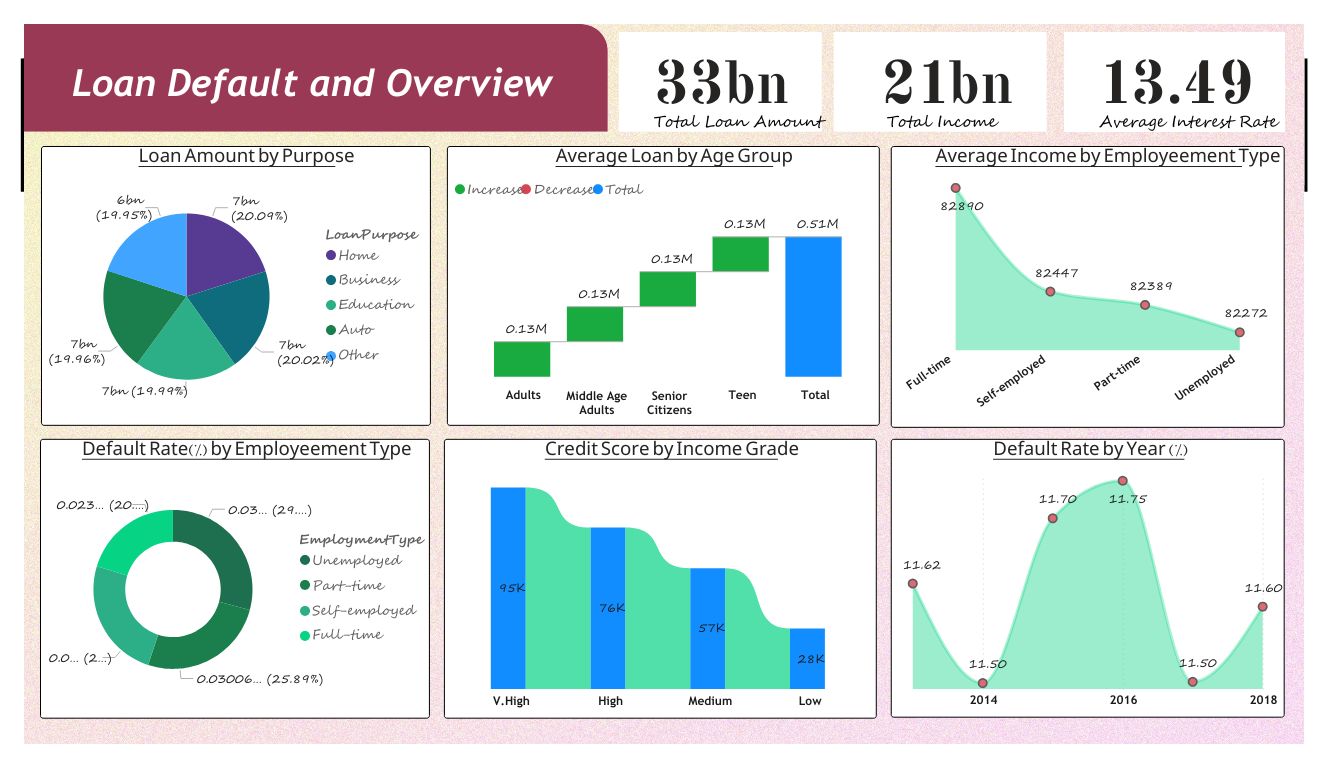 Loan Default and Overview
33bn
Total Loan Amount
21bn
Total Income
13.49
Average Interest Rate
Loan Amount by Purpose
6bn
(19.95%)
7bn
(20.09%)
7bn
(19.96%)
7bn
(20.02%)
7bn (19.99%)
LoanPurpose
Home
Business
Education
Auto
Other
Average Loan by Age Group
Increase Decrease Total
0.13M
0.13M
0.13M
0.13M
0.51M
Adults
Middle Age
Adults
Senior
Citizens
Teen
Total
Average Income by Employeement Type
82890
82447
82389
82272
Full-time
Self-employed
Part-time
Unemployed
Default Rate(%) by Employeement Type
0.023... (20....)
0.03... (29....)
0.0... (2...)
0.03006... (25.89%)
EmploymentType
Unemployed
Part-time
Self-employed
Full-time
Credit Score by Income Grade
95K
76K
57K
28K
V.High
High
Medium
Low
Default Rate by Year (%)
11.62
11.50
11.70
11.75
11.50
11.60
2014
2016
2018